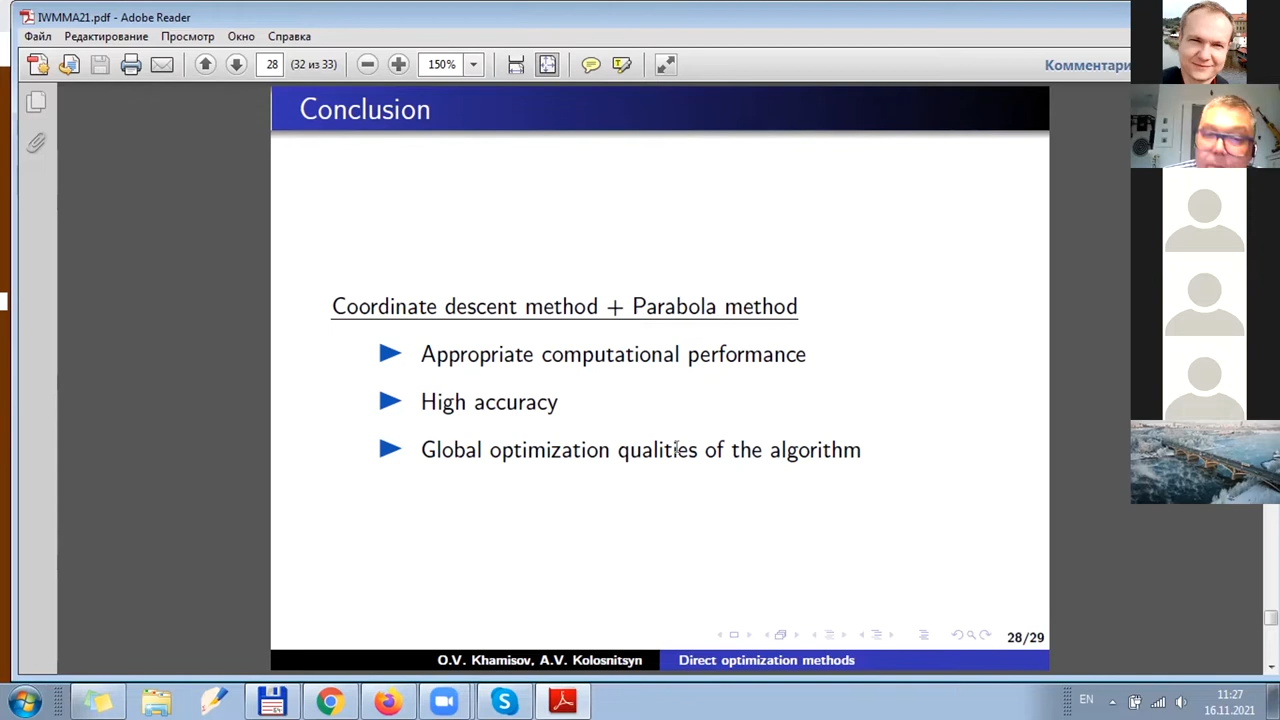 IWMMA21.pdf - Adobe Reader
Файл Редактирование Просмотр Окно Справка
28 (32 из 33) 150% Комментари
Conclusion
Coordinate descent method + Parabola method
Appropriate computational performance
High accuracy
Global optimization qualities of the algorithm
28/29
O.V. Khamisov, A.V. Kolosnitsyn Direct optimization methods
EN 11:27
16.11.2021